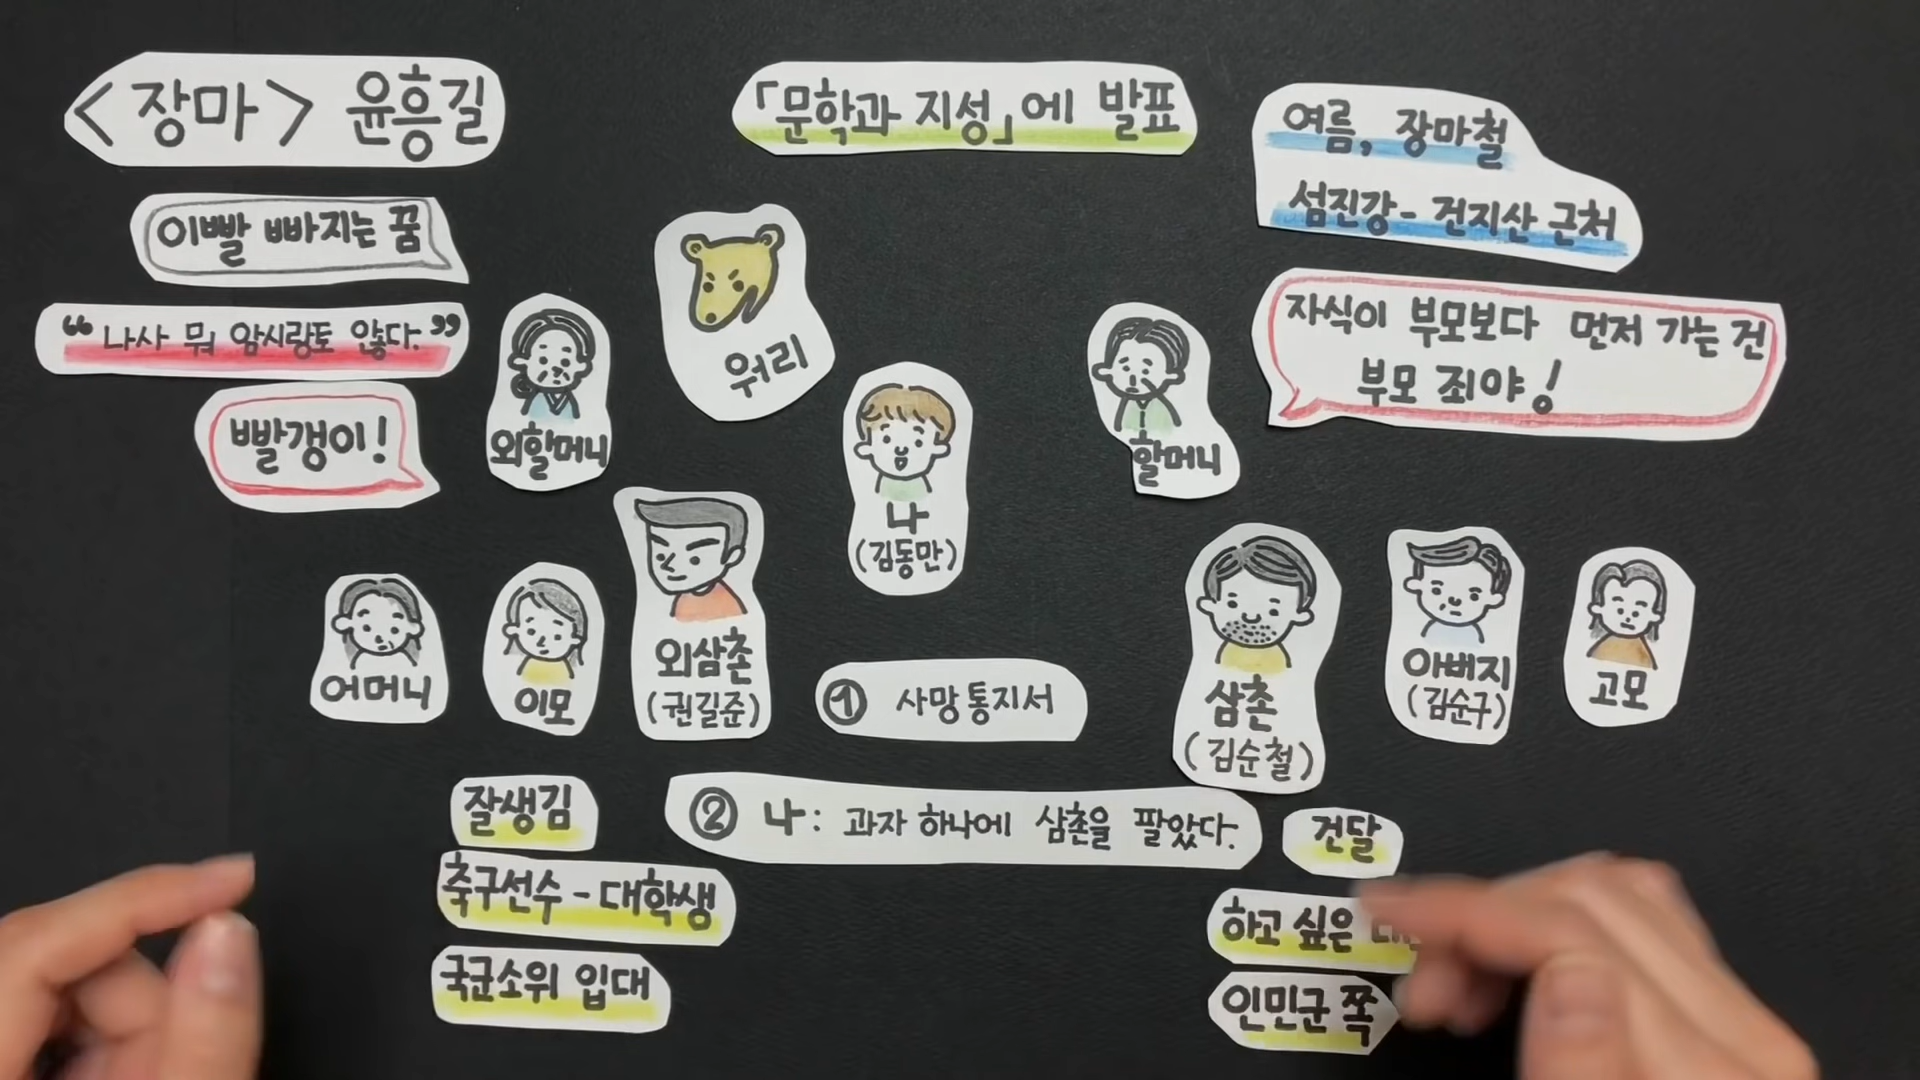 <장마> 윤흥길
「문학과 지성」에 발표
여름, 장마철
섬진강 - 건지산 근처
이빨 빠지는 꿈
“나사 뭐 암시랑도 않다.”
빨갱이!
자식이 부모보다 먼저 가는 건
부모 죄야!
외할머니
워리
나
(김동만)
할머니
어머니
이모
외삼촌
(권길준)
삼촌
(김순철)
아버지
(김순구)
고모
① 사망통지서
② 나: 과자 하나에 삼촌을 팔았다.
잘생김
축구선수 - 대학생
국군소위 입대
건달
하고 싶은
인민군 쪽